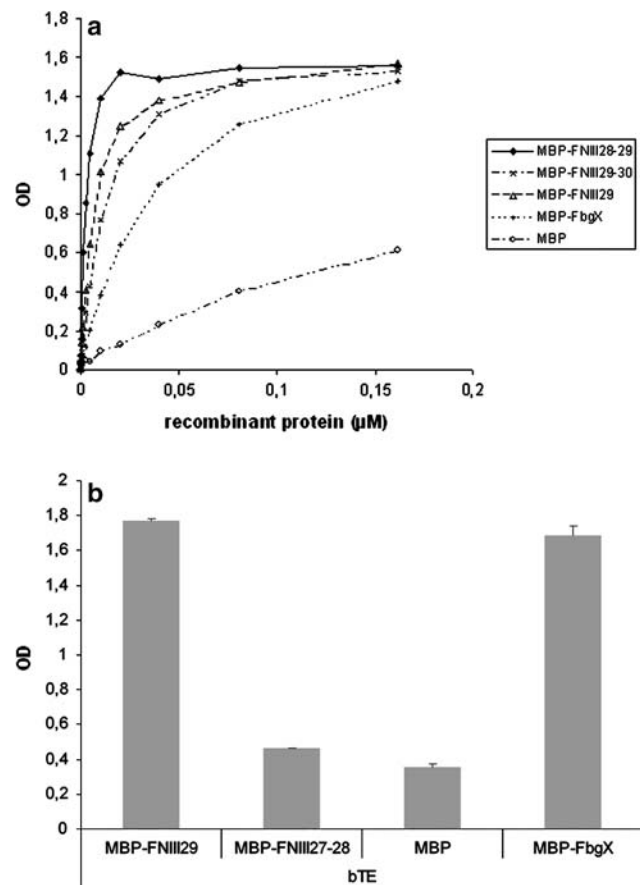 a
1,8
1,6
1,4
1,2
1
0,8
0,6
0,4
0,2
0
OD
0 0,05 0,1 0,15 0,2
recombinant protein (µM)
MBP-FNIII28-29
MBP-FNIII29-30
MBP-FNIII29
MBP-FbgX
MBP
b
2
1,8
1,6
1,4
1,2
1
0,8
0,6
0,4
0,2
0
OD
MBP-FNIII29 MBP-FNIII27-28 MBP MBP-FbgX
bTE